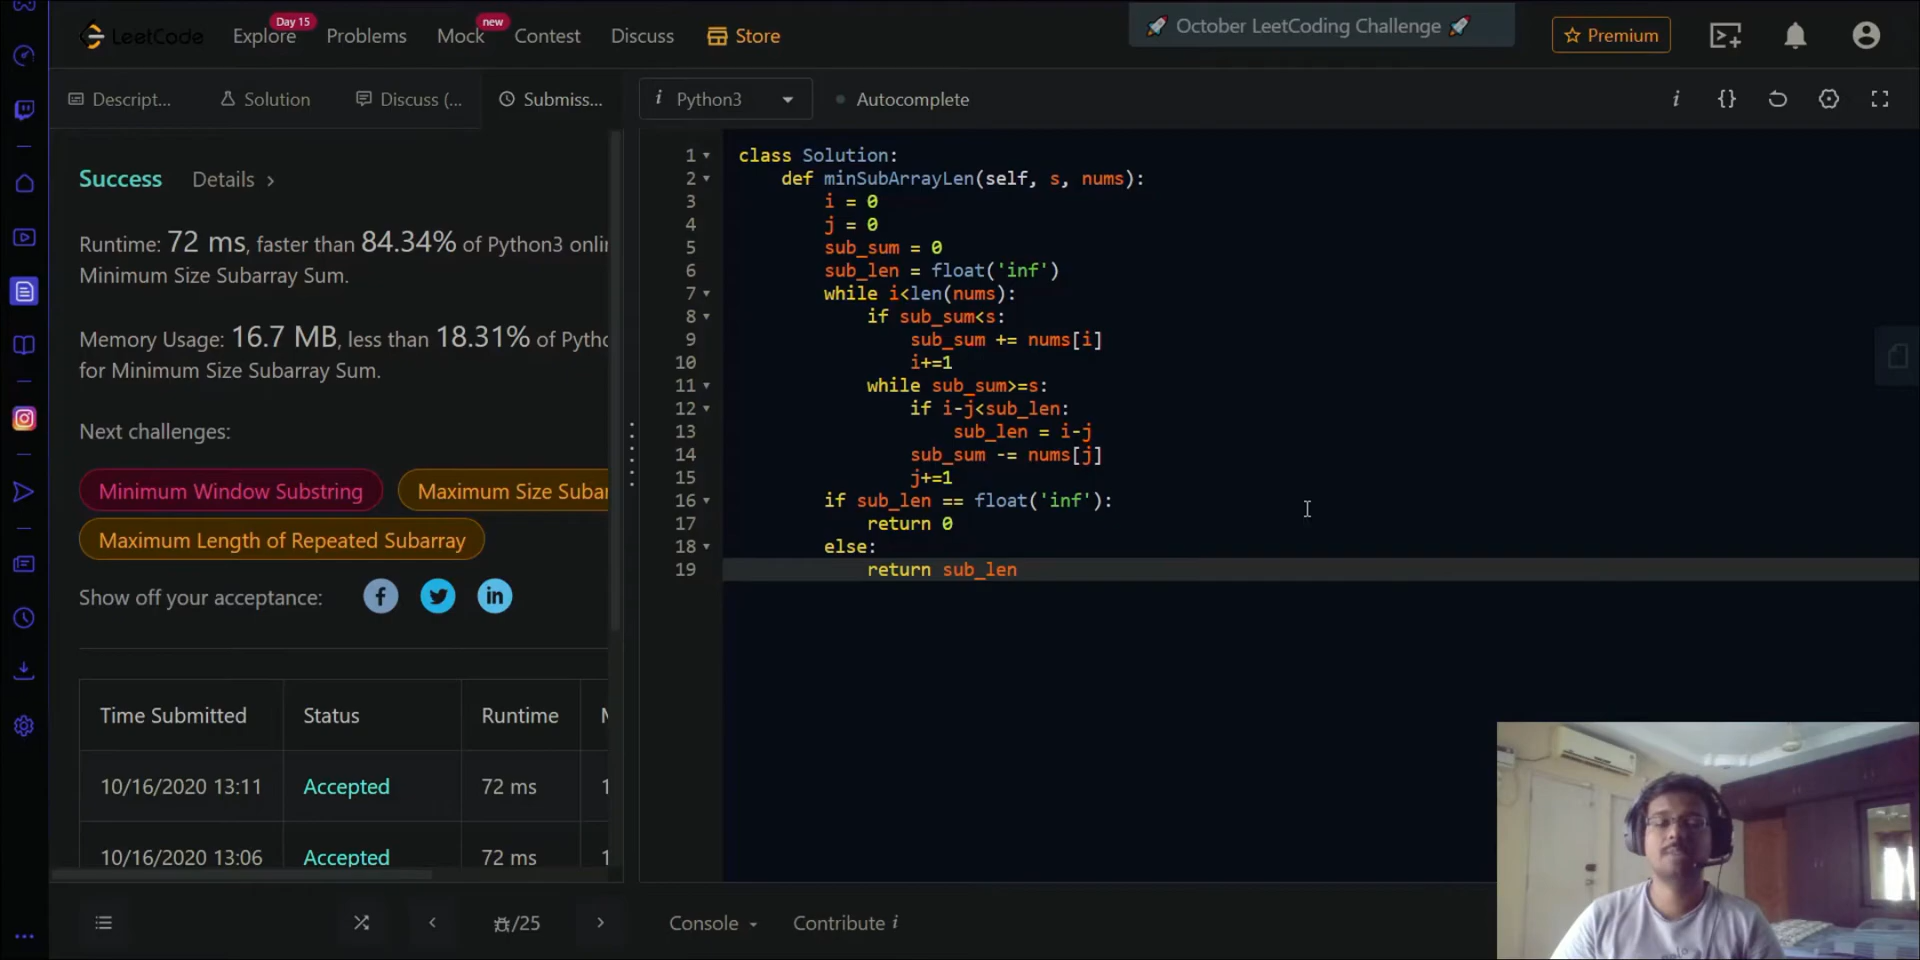 LeetCode
Explore
Day 15
Problems
Mock
new
Contest
Discuss
Store
🚀 October LeetCoding Challenge 🚀
Premium
Descript...
Solution
Discuss (...
Submiss...
i Python3
Autocomplete
i
{}
Success
Details >
Runtime: 72 ms, faster than 84.34% of Python3 onlin
Minimum Size Subarray Sum.
Memory Usage: 16.7 MB, less than 18.31% of Pytho
for Minimum Size Subarray Sum.
Next challenges:
Minimum Window Substring
Maximum Size Subar
Maximum Length of Repeated Subarray
Show off your acceptance:
Time Submitted
Status
Runtime
M
10/16/2020 13:11
Accepted
72 ms
1
10/16/2020 13:06
Accepted
72 ms
1
1 class Solution:
2 def minSubArrayLen(self, s, nums):
3 i = 0
4 j = 0
5 sub_sum = 0
6 sub_len = float('inf')
7 while i<len(nums):
8 if sub_sum<s:
9 sub_sum += nums[i]
10 i+=1
11 while sub_sum>=s:
12 if i-j<sub_len:
13 sub_len = i-j
14 sub_sum -= nums[j]
15 j+=1
16 if sub_len == float('inf'):
17 return 0
18 else:
19 return sub_len
/25
Console
Contribute i